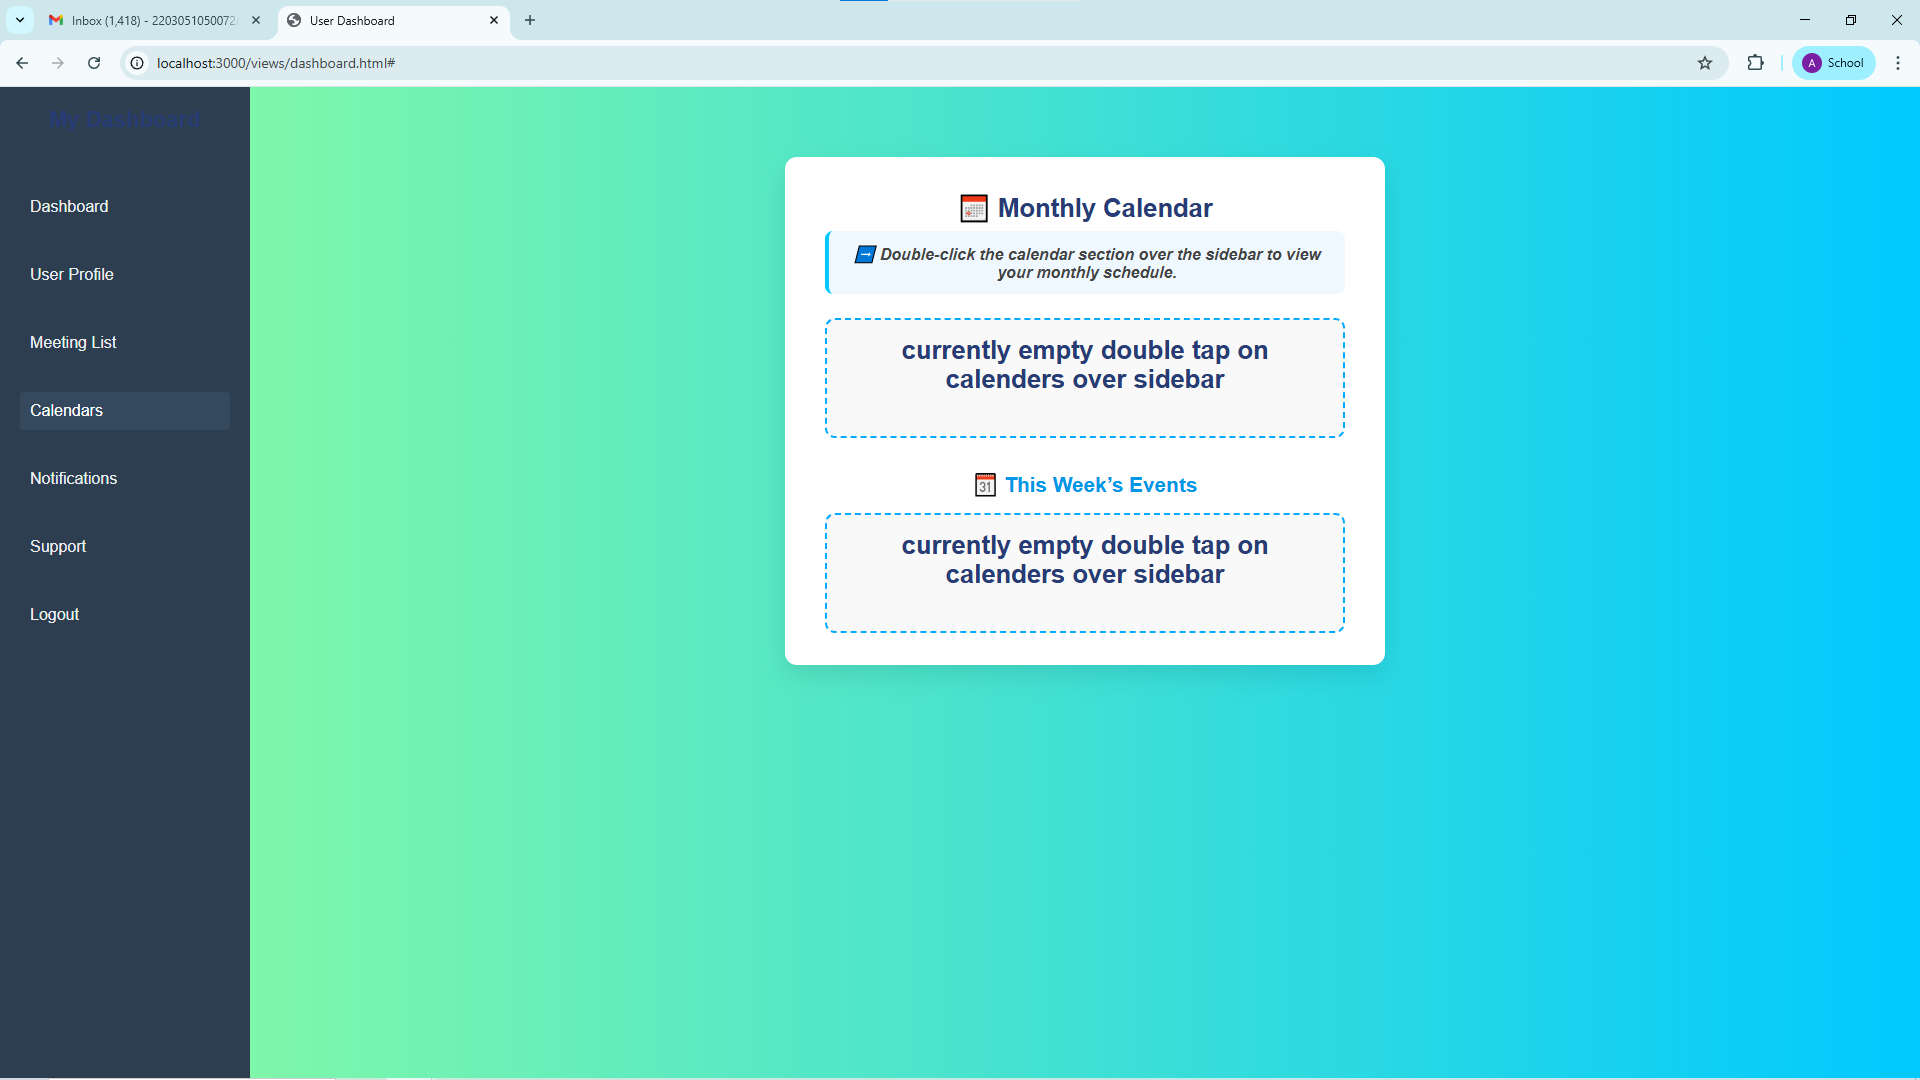 Inbox (1,418) - 2203051050072
User Dashboard
localhost:3000/views/dashboard.html#
A
School
My Dashboard
Dashboard
User Profile
Meeting List
Calendars
Notifications
Support
Logout
Monthly Calendar
Double-click the calendar section over the sidebar to view
your monthly schedule.
currently empty double tap on
calenders over sidebar
31
This Week’s Events
currently empty double tap on
calenders over sidebar